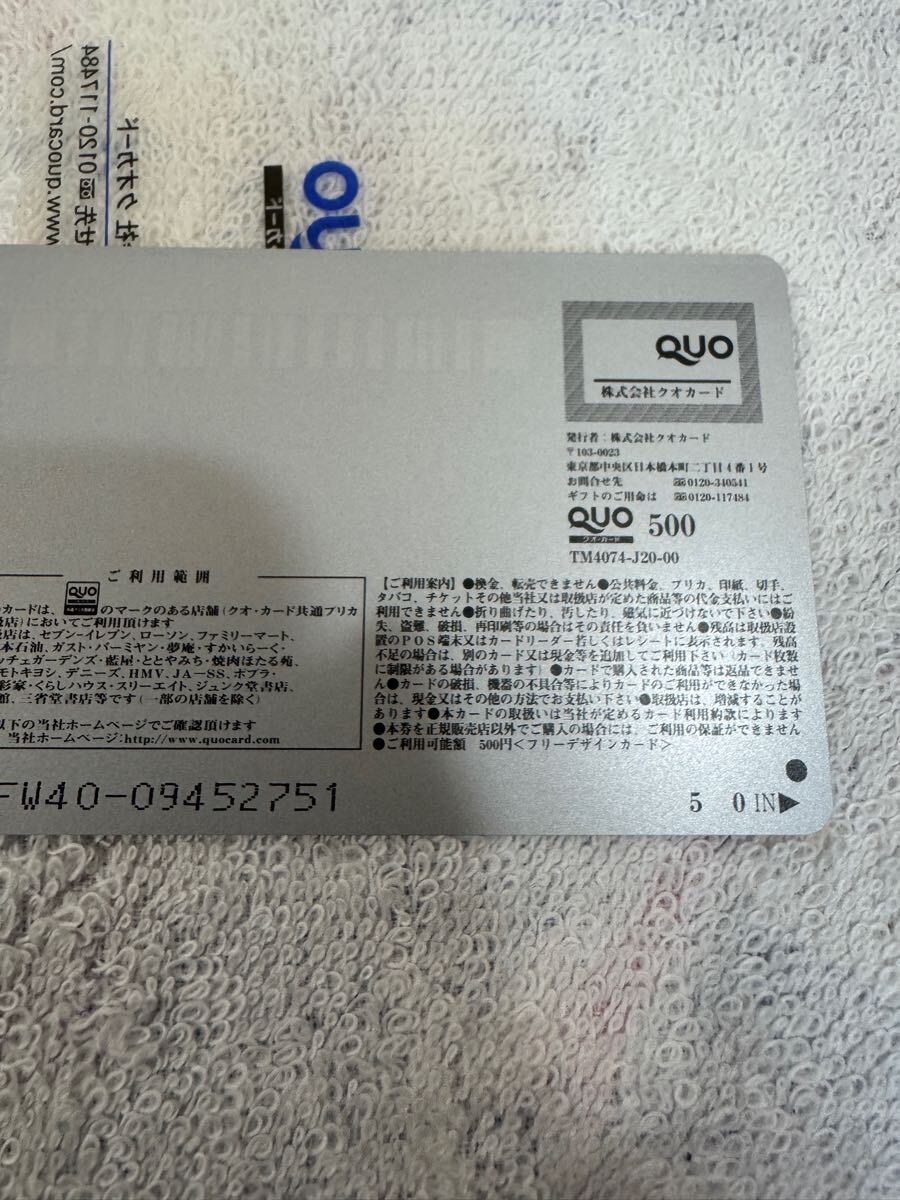 クオカード
www.quocard.com/
0120-117484
QUO
QUO
株式会社クオカード
発行者:株式会社クオカード
〒103-0023
東京都中央区日本橋本町二丁目4番1号
お問合せ先 0120-340541
ギフトのご用命は 0120-117484
QUO 500
クオ・カード
TM4074-J20-00
ご利用範囲
カードは、QUOのマークのある店舗(クオ・カード共通プリカ
店)においてご利用頂けます
店は、セブン-イレブン、ローソン、ファミリーマート、
本石油、ガスト・バーミヤン・夢庵・すかいらーく・
ッチェガーデンズ・藍屋・ととやみち・焼肉ほたる苑、
モトキヨシ、デニーズ、HMV、JA-SS、ポプラ・
彩家・くらしハウス・スリーエイト、ジュンク堂書店、
館、三省堂書店等です(一部の店舗を除く)
以下の当社ホームページでご確認頂けます
当社ホームページ:http://www.quocard.com
【ご利用案内】●換金、転売できません●公共料金、プリカ、印紙、切手、
タバコ、チケットその他当社又は取扱店が定めた商品等の代金支払いにはご
利用できません●折り曲げたり、汚したり、磁気に近づけないで下さい●紛
失、盗難、破損、再印刷等の場合はその責任を負いません●残高は取扱店設
置のPOS端末又はカードリーダー若しくはレシートに表示されます 残高
不足の場合は、別のカード又は現金等を追加してご利用下さい(カード枚数
に制限がある場合があります) ●カードで購入された商品等は返品できませ
ん●カードの破損、機器の不具合等によりカードのご利用ができなかった場
合は、現金又はその他の方法でお支払い下さい●取扱店は、増減することが
あります●本カードの取扱いは当社が定めるカード利用約款によります
●本券を正規販売店以外でご購入の場合には、ご利用の保証ができません
●ご利用可能額 500円<フリーデザインカード>
FW40-09452751
5 0 IN▶